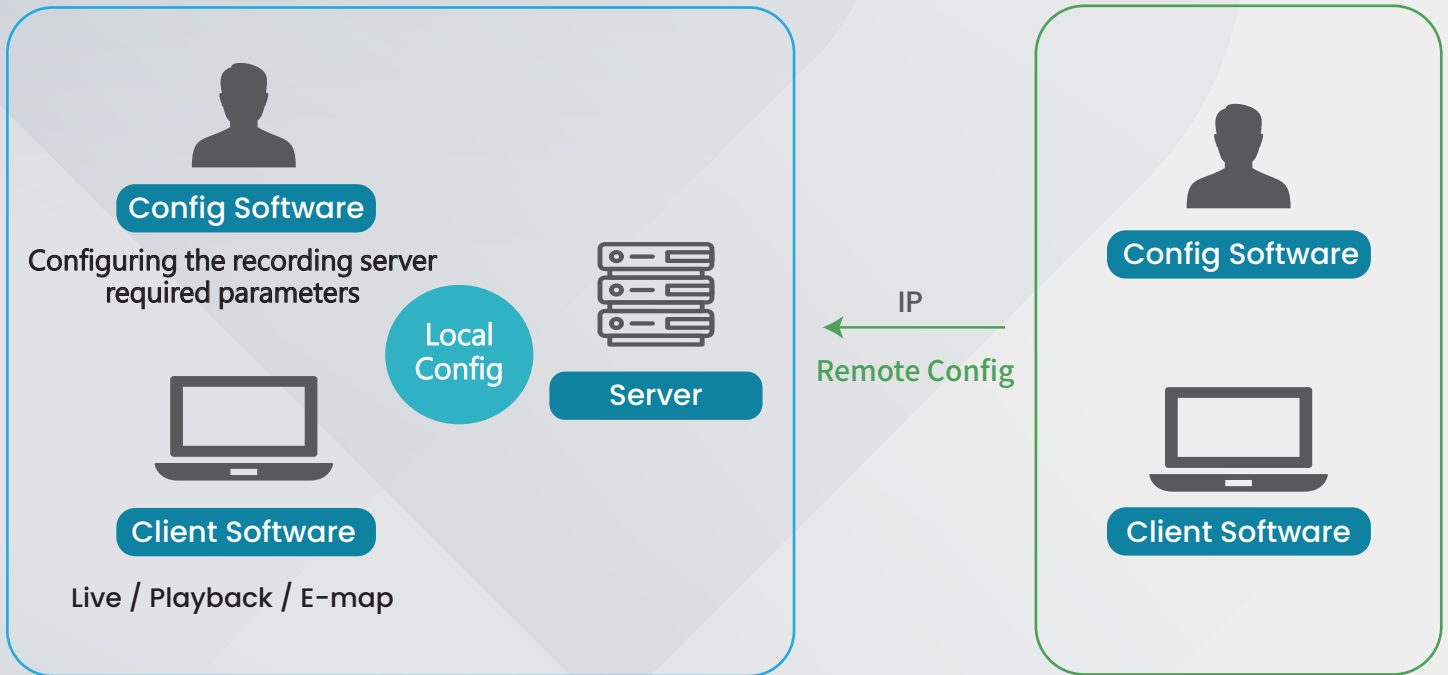 Config Software
Configuring the recording server
required parameters
Local
Config
Server
Client Software
Live / Playback / E-map
IP
Remote Config
Config Software
Client Software